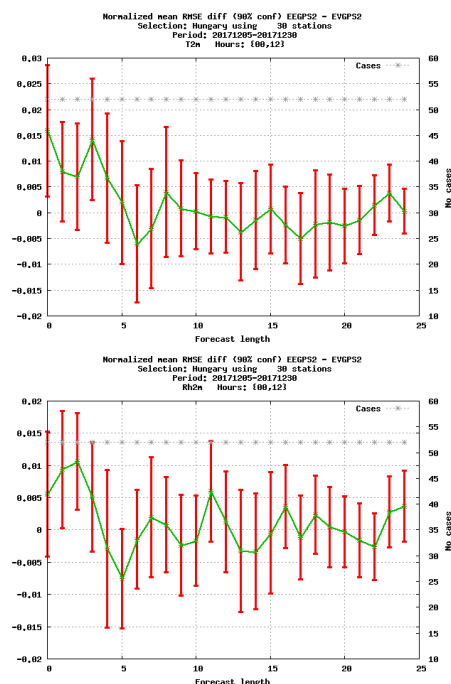 Normalized mean RMSE diff (90% conf) EEGPS2 - EVGPS2
Selection: Hungary using    30 stations
Period: 20171205-20171230
T2m   Hours: {00,12}
Cases
0.03
0.025
0.02
0.015
0.01
0.005
0
-0.005
-0.01
-0.015
-0.02
60
55
50
45
40
35
30
25
20
15
10
No cases
0 5 10 15 20 25
Forecast length
Normalized mean RMSE diff (90% conf) EEGPS2 - EVGPS2
Selection: Hungary using    30 stations
Period: 20171205-20171230
Rh2m   Hours: {00,12}
Cases
0.02
0.015
0.01
0.005
0
-0.005
-0.01
-0.015
-0.02
60
55
50
45
40
35
30
25
20
15
10
No cases
0 5 10 15 20 25
Forecast length